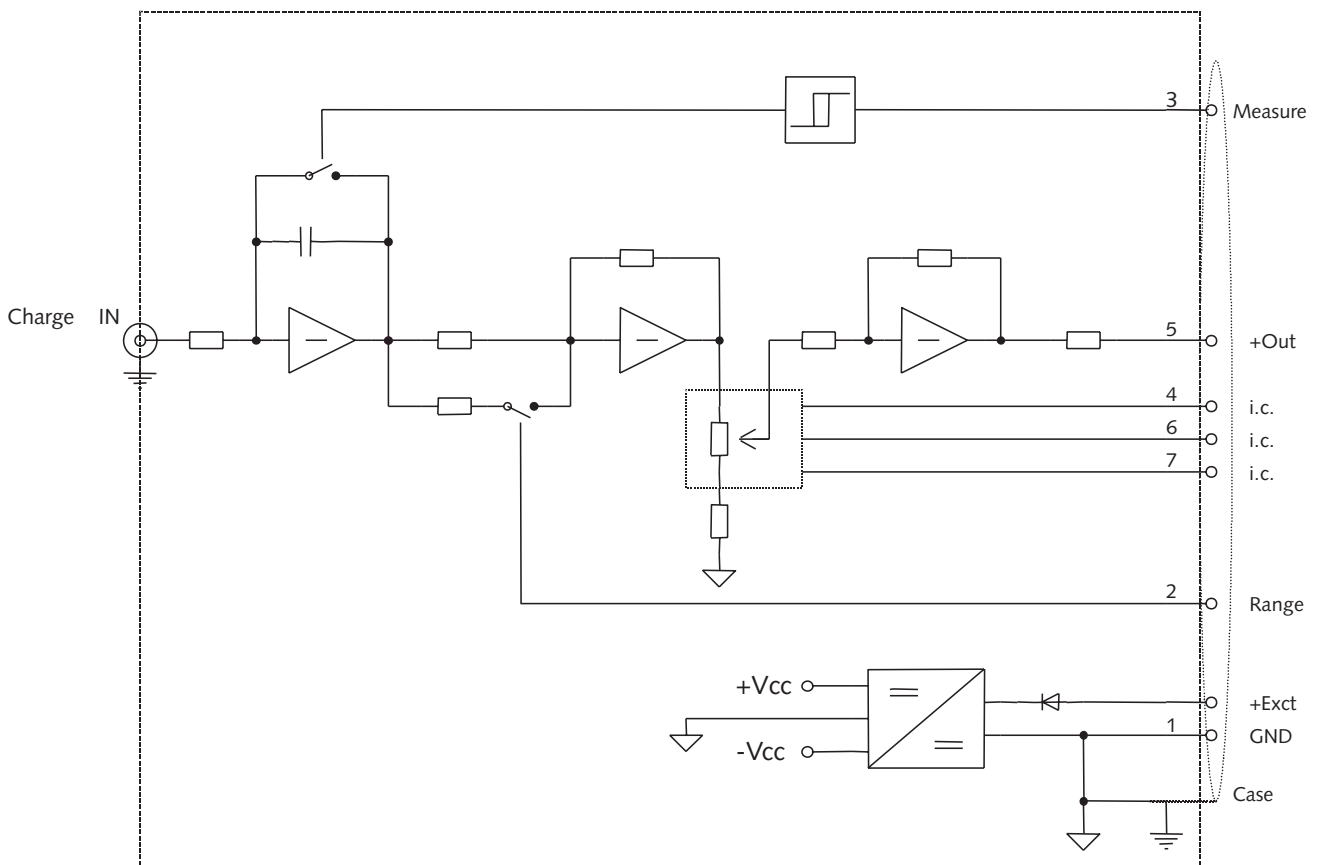 3
Measure
Charge IN
5
+Out
4
i.c.
6
i.c.
7
i.c.
2
Range
+Vcc
+Exct
1
GND
-Vcc
Case